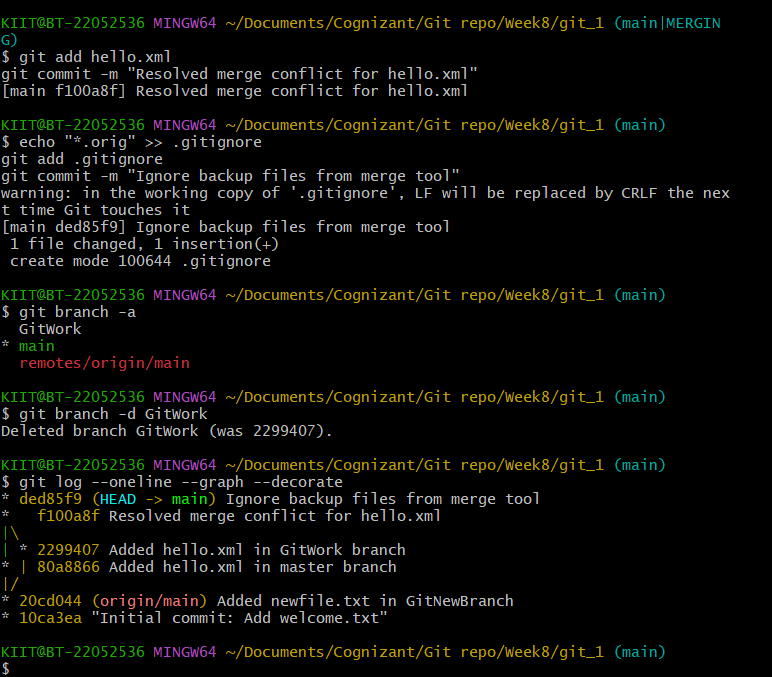 KIIT@BT-22052536 MINGW64 ~/Documents/Cognizant/Git repo/Week8/git_1 (main|MERGIN
G)
$ git add hello.xml
git commit -m "Resolved merge conflict for hello.xml"
[main f100a8f] Resolved merge conflict for hello.xml

KIIT@BT-22052536 MINGW64 ~/Documents/Cognizant/Git repo/Week8/git_1 (main)
$ echo "*.orig" >> .gitignore
git add .gitignore
git commit -m "Ignore backup files from merge tool"
warning: in the working copy of '.gitignore', LF will be replaced by CRLF the nex
t time Git touches it
[main ded85f9] Ignore backup files from merge tool
 1 file changed, 1 insertion(+)
 create mode 100644 .gitignore

KIIT@BT-22052536 MINGW64 ~/Documents/Cognizant/Git repo/Week8/git_1 (main)
$ git branch -a
  GitWork
* main
  remotes/origin/main

KIIT@BT-22052536 MINGW64 ~/Documents/Cognizant/Git repo/Week8/git_1 (main)
$ git branch -d GitWork
Deleted branch GitWork (was 2299407).

KIIT@BT-22052536 MINGW64 ~/Documents/Cognizant/Git repo/Week8/git_1 (main)
$ git log --oneline --graph --decorate
* ded85f9 (HEAD -> main) Ignore backup files from merge tool
*   f100a8f Resolved merge conflict for hello.xml
|\
| * 2299407 Added hello.xml in GitWork branch
* | 80a8866 Added hello.xml in master branch
|/
* 20cd044 (origin/main) Added newfile.txt in GitNewBranch
* 10ca3ea "Initial commit: Add welcome.txt"

KIIT@BT-22052536 MINGW64 ~/Documents/Cognizant/Git repo/Week8/git_1 (main)
$